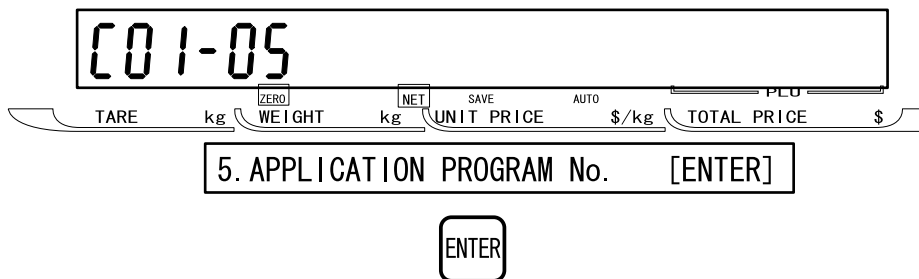 C01-05
ZERO NET SAVE AUTO PLU
TARE kg WEIGHT kg UNIT PRICE $/kg TOTAL PRICE $
5. APPLICATION PROGRAM No. [ENTER]
ENTER